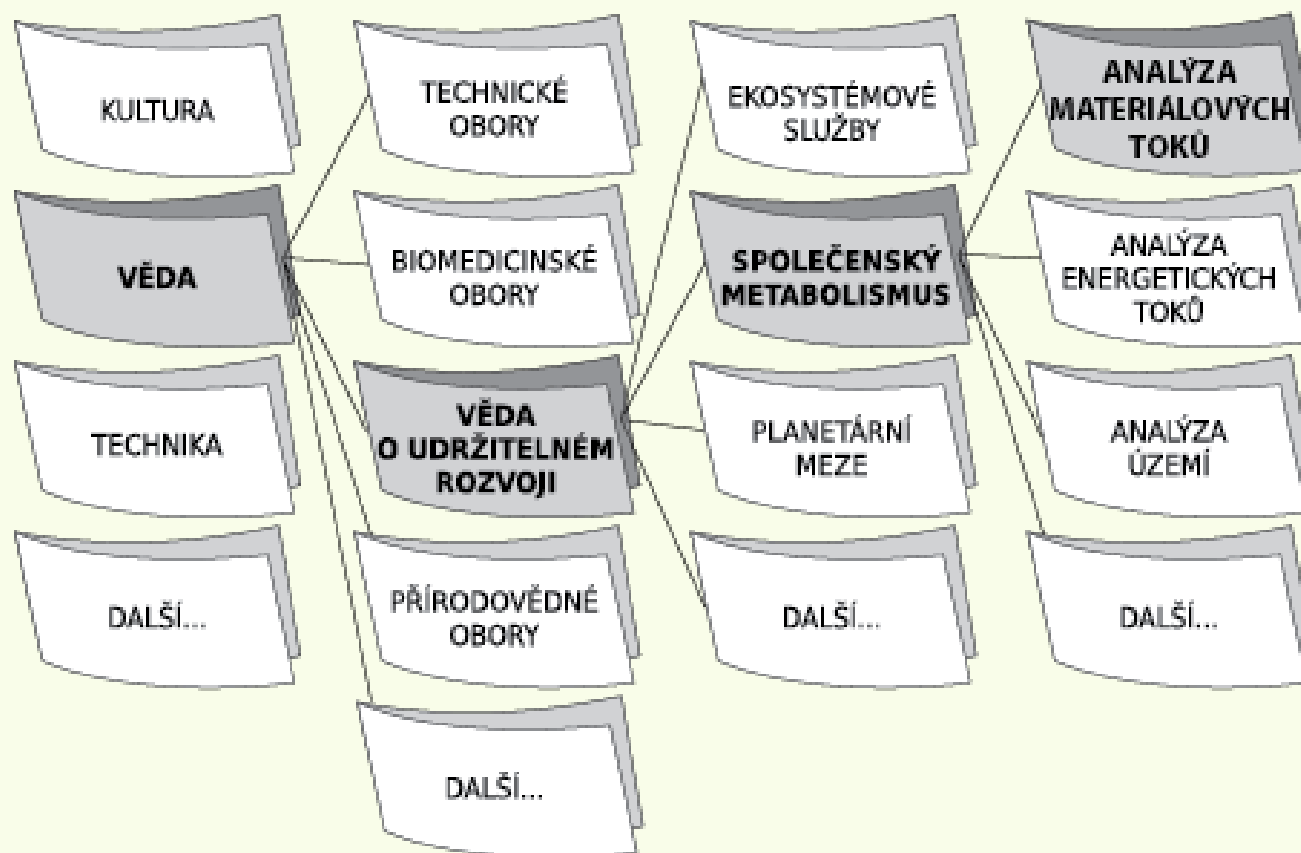 KULTURA
VĚDA
TECHNIKA
DALŠÍ...
TECHNICKÉ
OBORY
BIOMEDICINSKÉ
OBORY
VĚDA
O UDRŽITELNÉM
ROZVOJI
PŘÍRODOVĚDNÉ
OBORY
DALŠÍ...
EKOSYSTÉMOVÉ
SLUŽBY
SPOLEČENSKÝ
METABOLISMUS
PLANETÁRNÍ
MEZE
DALŠÍ...
ANALÝZA
MATERIÁLOVÝCH
TOKŮ
ANALÝZA
ENERGETICKÝCH
TOKŮ
ANALÝZA
ÚZEMÍ
DALŠÍ...